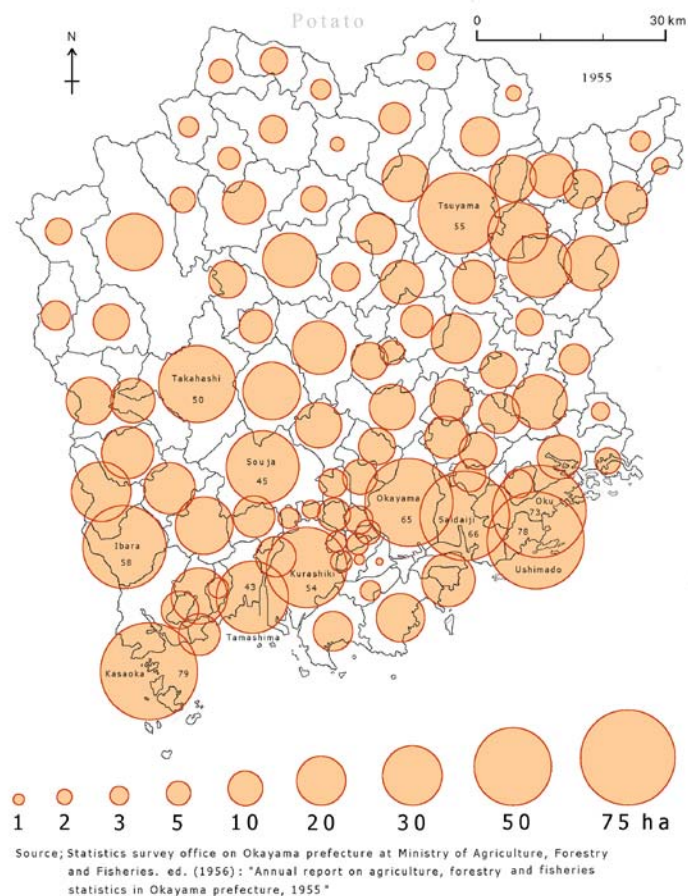 Potato
0 30 km
N
1955
Tsuyama
55
Takahashi
50
Souja
45
Okayama
65
Saidaiji
66
Oku
73
78
Ushimado
Ibara
58
43
Kurashiki
54
Tamashima
Kasaoka 79
1 2 3 5 10 20 30 50 75 ha
Source; Statistics survey office on Okayama prefecture at Ministry of Agriculture, Forestry
and Fisheries. ed. (1956) : "Annual report on agriculture, forestry and fisheries
statistics in Okayama prefecture, 1955"